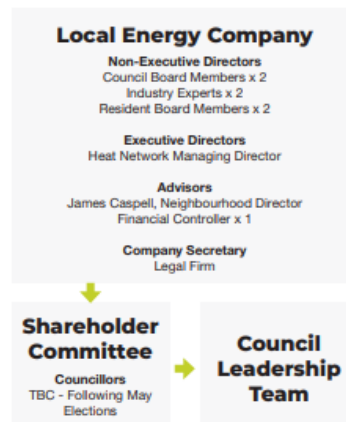 Local Energy Company
Non-Executive Directors
Council Board Members x 2
Industry Experts x 2
Resident Board Members x 2
Executive Directors
Heat Network Managing Director
Advisors
James Caspell, Neighbourhood Director
Financial Controller x 1
Company Secretary
Legal Firm
Shareholder
Committee
Councillors
TBC - Following May
Elections
Council
Leadership
Team